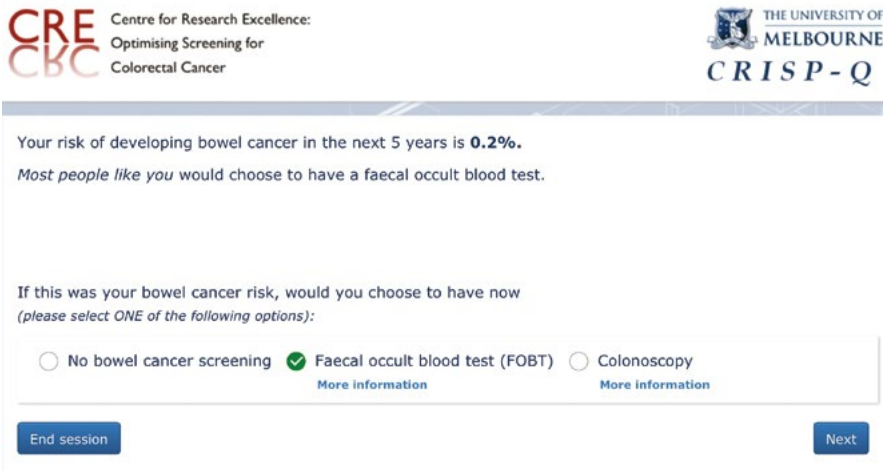 CRE
CRC
Centre for Research Excellence:
Optimising Screening for
Colorectal Cancer
THE UNIVERSITY OF
MELBOURNE
CRISP-Q
Your risk of developing bowel cancer in the next 5 years is 0.2%.
Most people like you would choose to have a faecal occult blood test.
If this was your bowel cancer risk, would you choose to have now
(please select ONE of the following options):
No bowel cancer screening Faecal occult blood test (FOBT) Colonoscopy
More information More information
End session Next